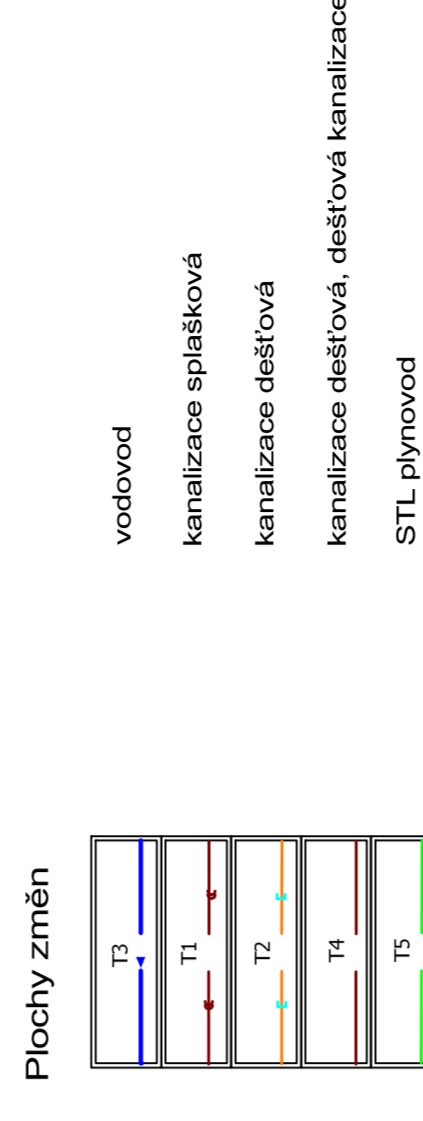 Plochy změn
T3
vodovod
T1
kanalizace splašková
T2
kanalizace dešťová
T4
kanalizace dešťová, dešťová kanalizace
T5
STL plynovod